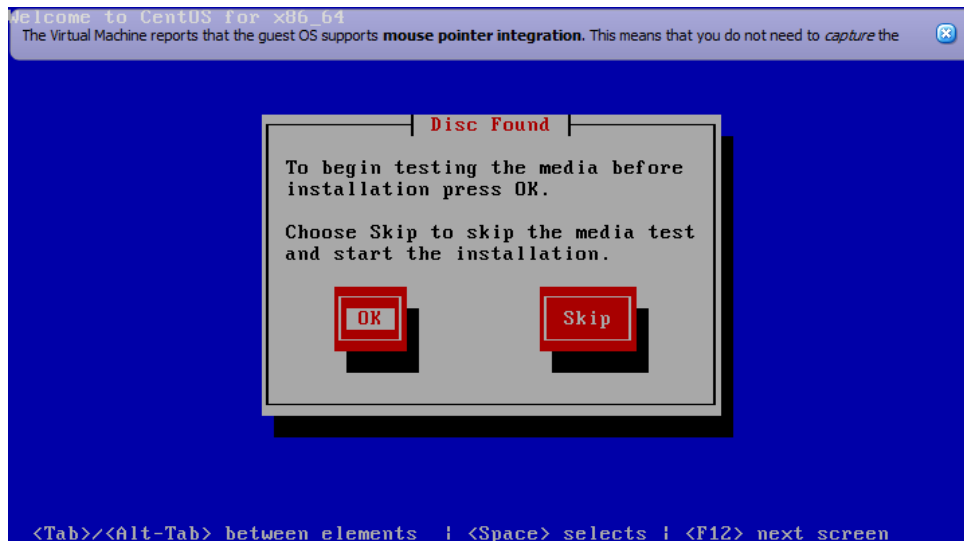 Welcome to CentOS for x86_64
The Virtual Machine reports that the guest OS supports mouse pointer integration. This means that you do not need to capture the
Disc Found
To begin testing the media before
installation press OK.
Choose Skip to skip the media test
and start the installation.
OK Skip
<Tab>/<Alt-Tab> between elements | <Space> selects | <F12> next screen